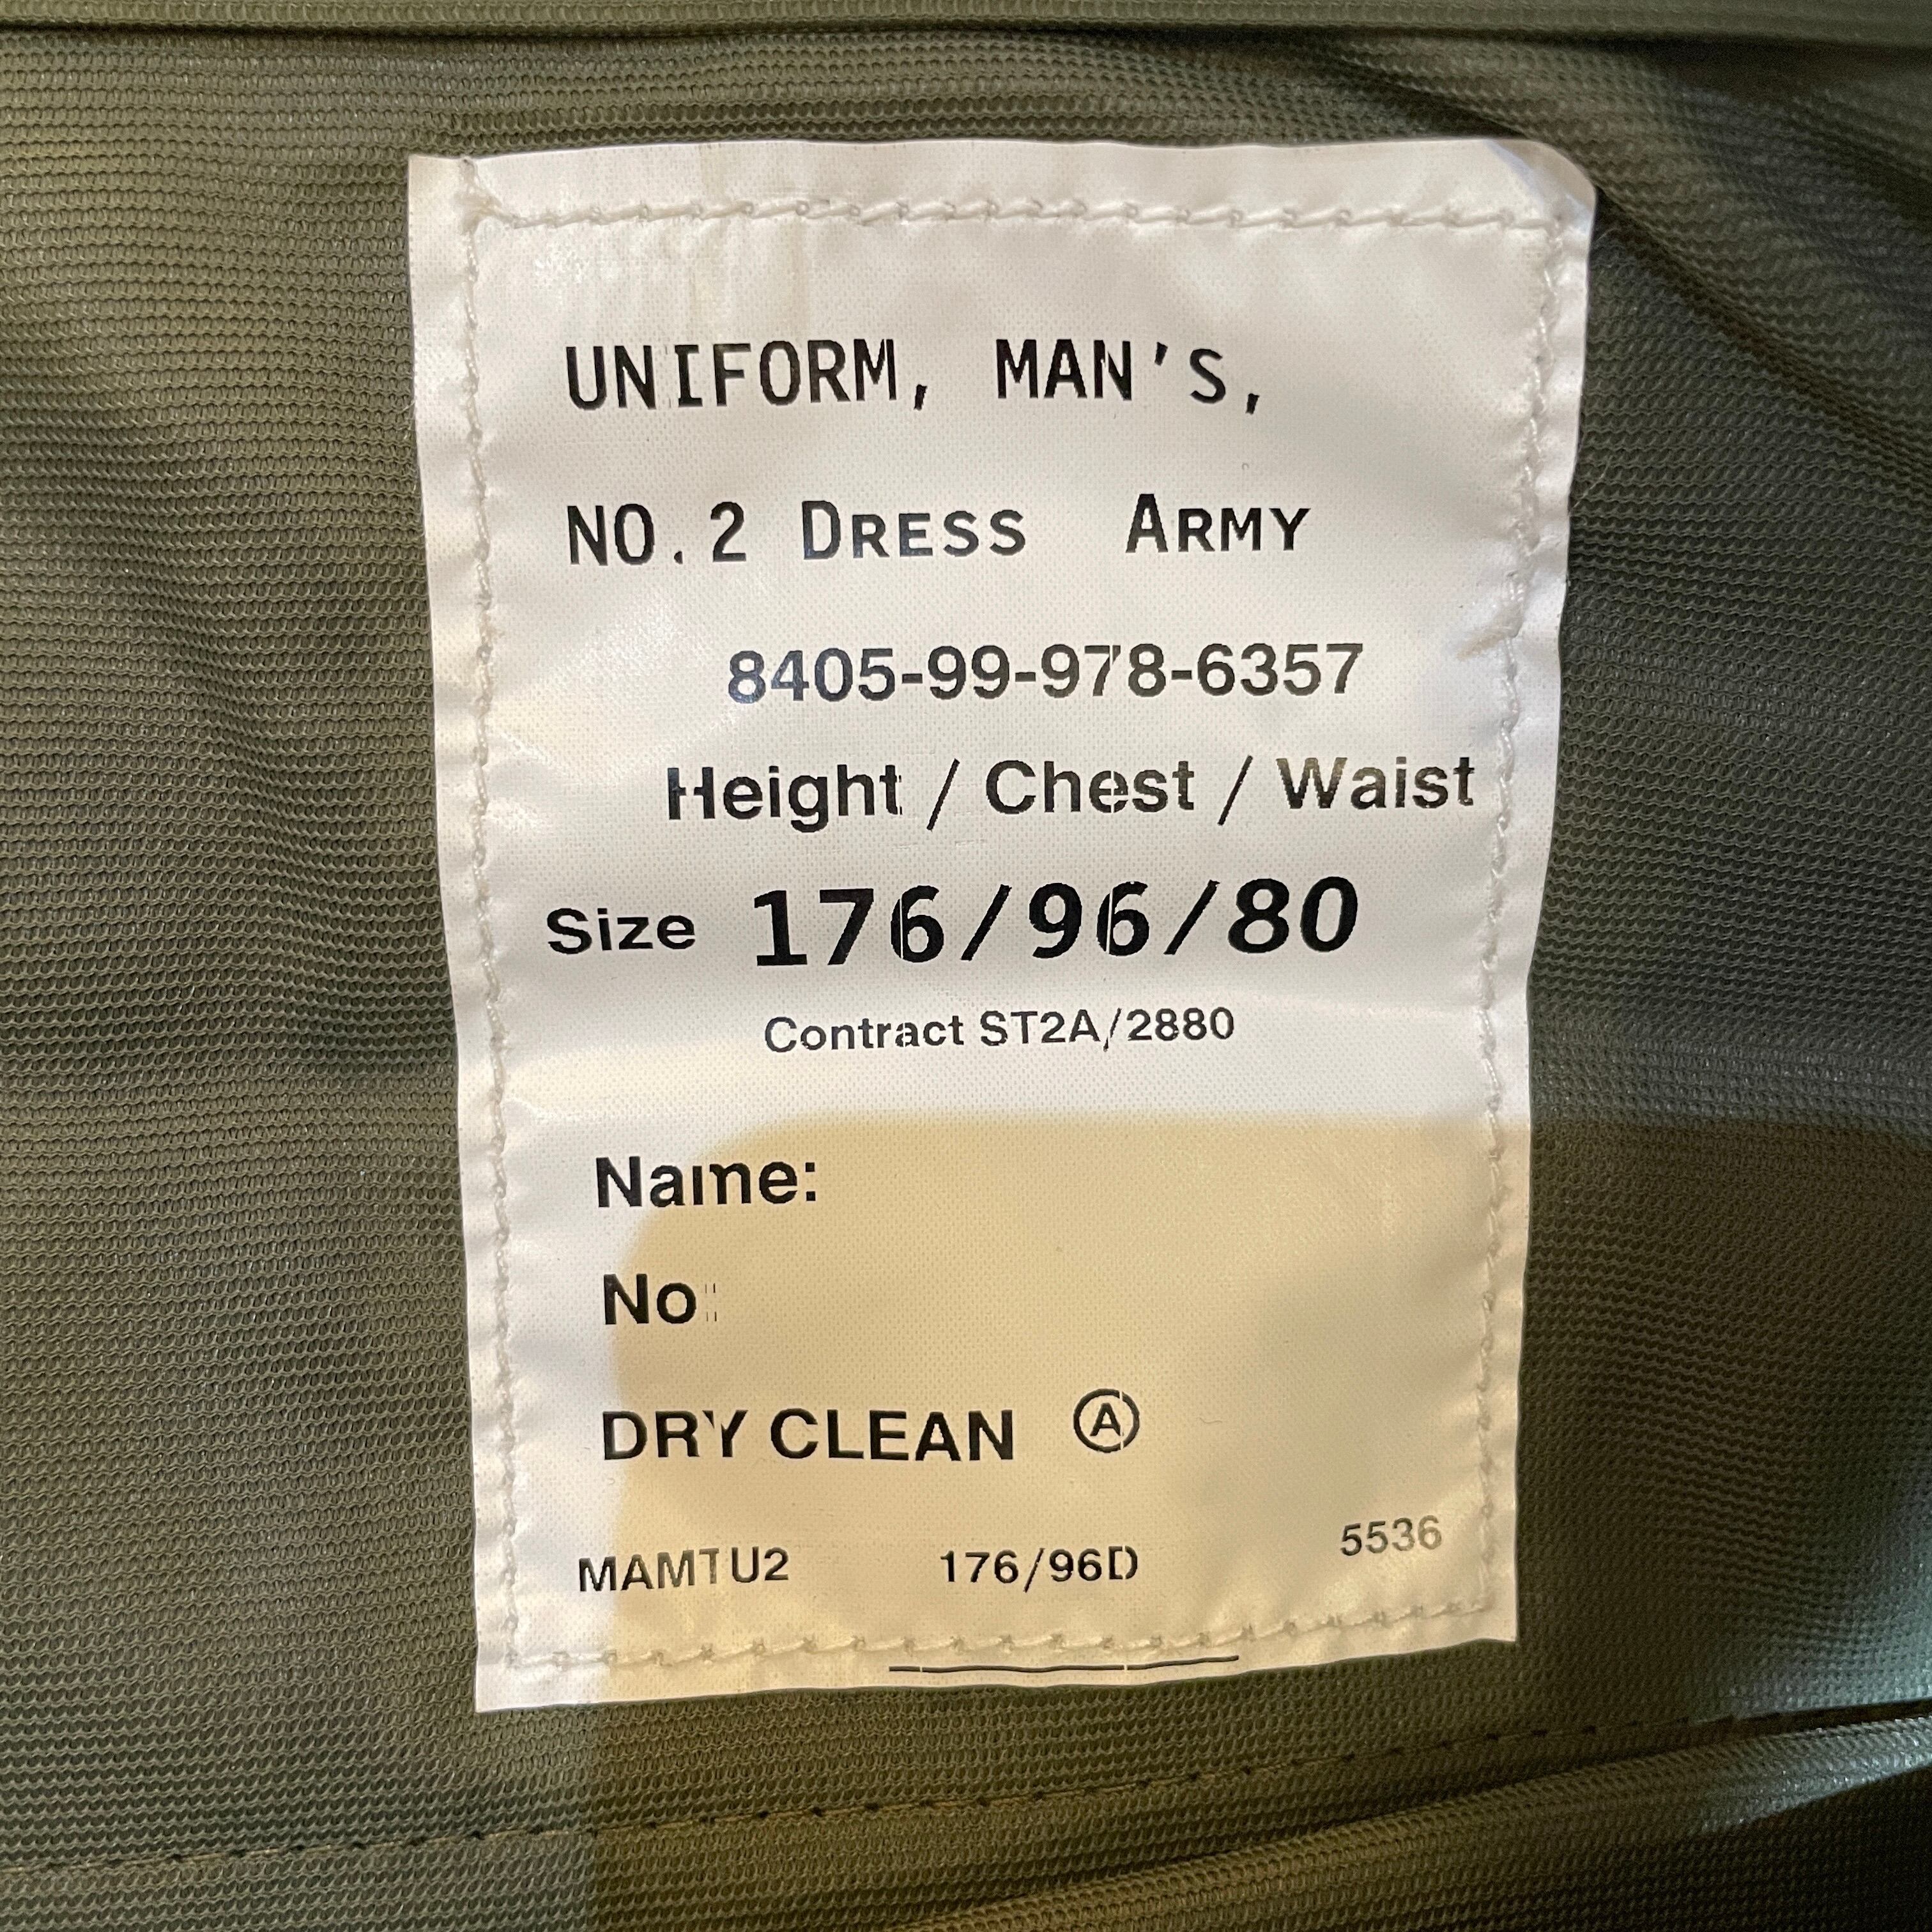 UNIFORM, MAN'S,
NO.2 DRESS ARMY
8405-99-978-6357
Height / Chest / Waist
Size 176/96/80
Contract ST2A/2880
Name:
No:
DRY CLEAN Ⓐ
MAMTU2 176/96D 5536